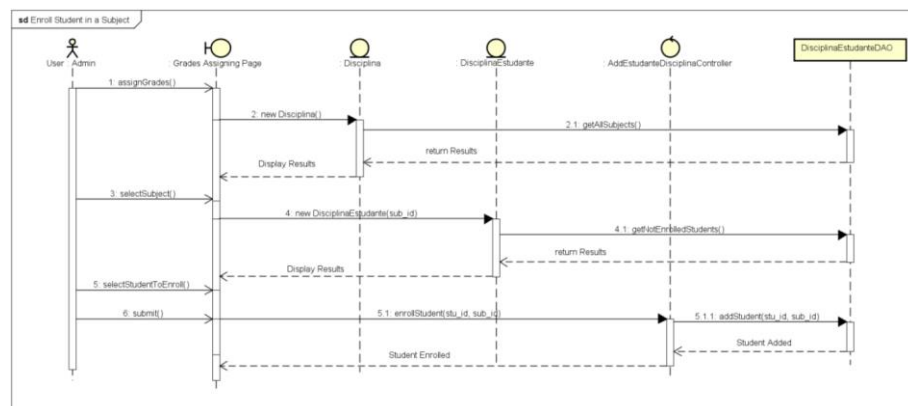 sd Enroll Student in a Subject
User : Admin
Grades Assigning Page
: Disciplina
: DisciplinaEstudante
: AddEstudanteDisciplinaController
DisciplinaEstudanteDAO
1: assignGrades()
2: new Disciplina()
2.1: getAllSubjects()
return Results
Display Results
3: selectSubject()
4: new DisciplinaEstudante(sub_id)
4.1: getNotEnrolledStudents()
return Results
Display Results
5: selectStudentToEnroll()
6: submit()
5.1: enrollStudent(stu_id, sub_id)
5.1.1: addStudent(stu_id, sub_id)
Student Added
Student Enrolled